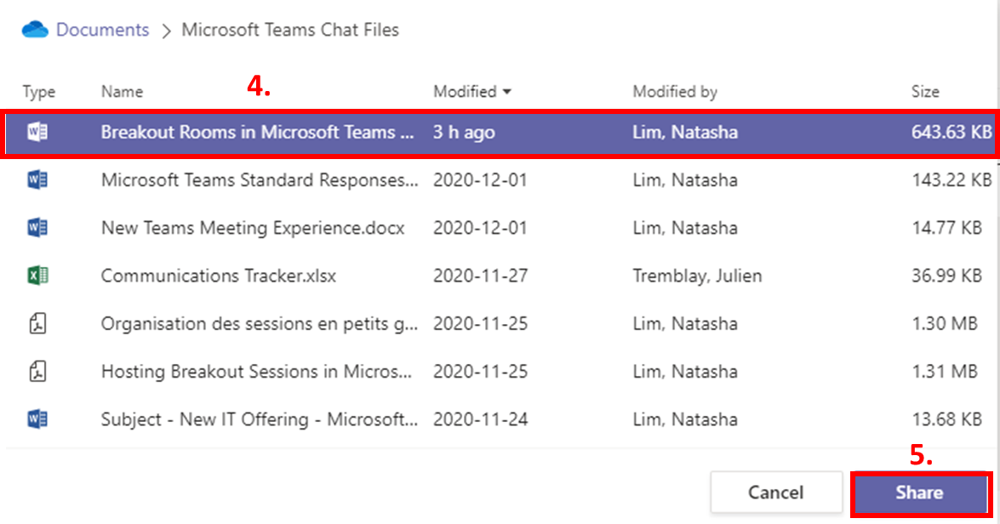 Documents > Microsoft Teams Chat Files
4.
Type Name Modified Modified by Size
Breakout Rooms in Microsoft Teams ... 3 h ago Lim, Natasha 643.63 KB
Microsoft Teams Standard Responses... 2020-12-01 Lim, Natasha 143.22 KB
New Teams Meeting Experience.docx 2020-12-01 Lim, Natasha 14.77 KB
Communications Tracker.xlsx 2020-11-27 Tremblay, Julien 36.99 KB
Organisation des sessions en petits g... 2020-11-25 Lim, Natasha 1.30 MB
Hosting Breakout Sessions in Micros... 2020-11-25 Lim, Natasha 1.31 MB
Subject - New IT Offering - Microsoft... 2020-11-24 Lim, Natasha 13.68 KB
5.
Cancel Share